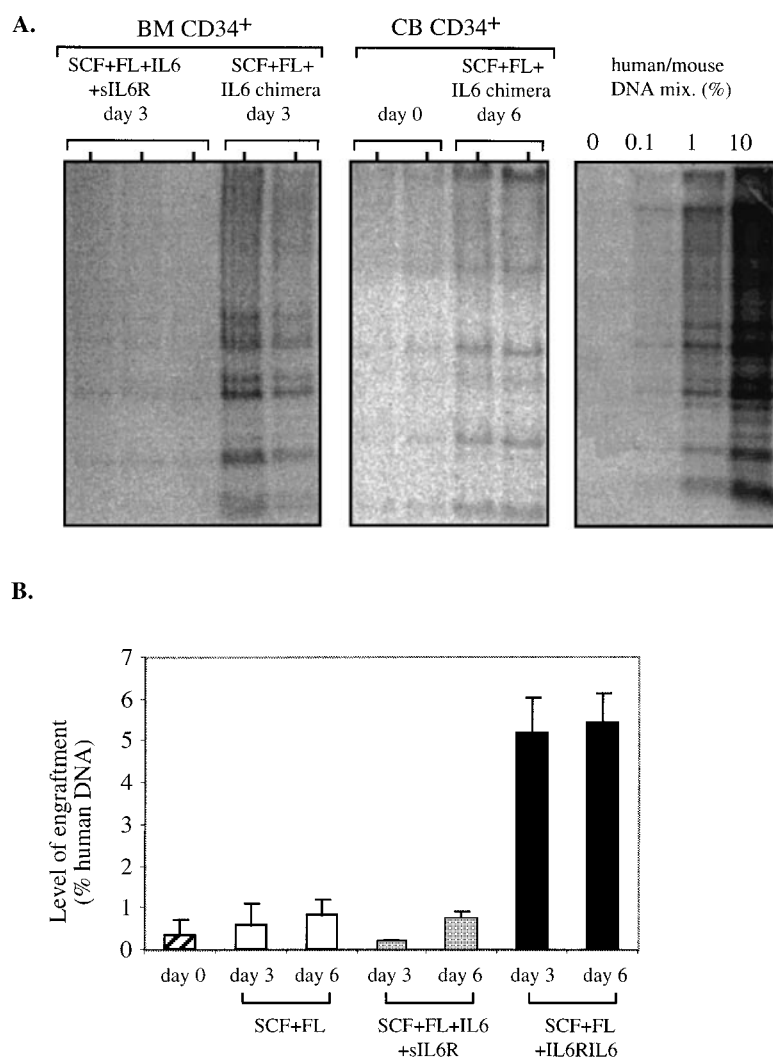 A.
BM CD34+
SCF+FL+IL6
+sIL6R
day 3
SCF+FL+
IL6 chimera
day 3
CB CD34+
day 0
SCF+FL+
IL6 chimera
day 6
human/mouse
DNA mix. (%)
0 0.1 1 10
B.
Level of engraftment
(% human DNA)
7
6
5
4
3
2
1
0
day 0 day 3 day 6 day 3 day 6 day 3 day 6
SCF+FL
SCF+FL+IL6
+sIL6R
SCF+FL
+IL6RIL6